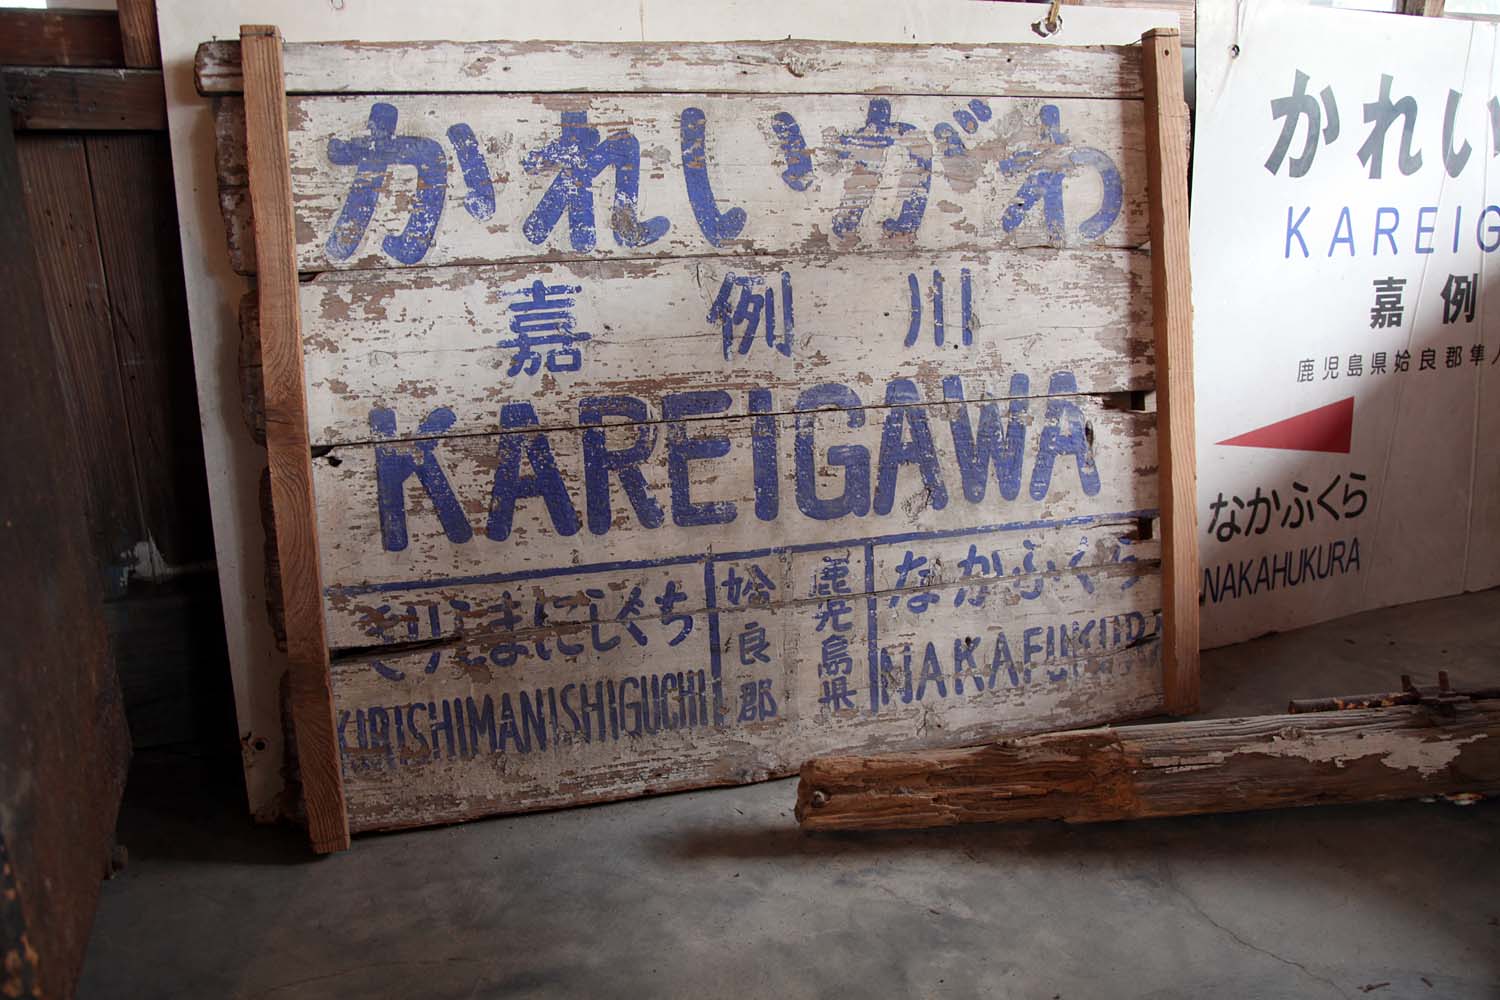 かれいがわ
嘉例川
KAREIGAWA
きりしまにしぐち
KIRISHIMANISHIGUCHI
姶良郡
鹿児島県
なかふくら
NAKAFUKURA
かれい
KAREIG
嘉例
鹿児島県姶良郡隼人
なかふくら
NAKAHUKURA